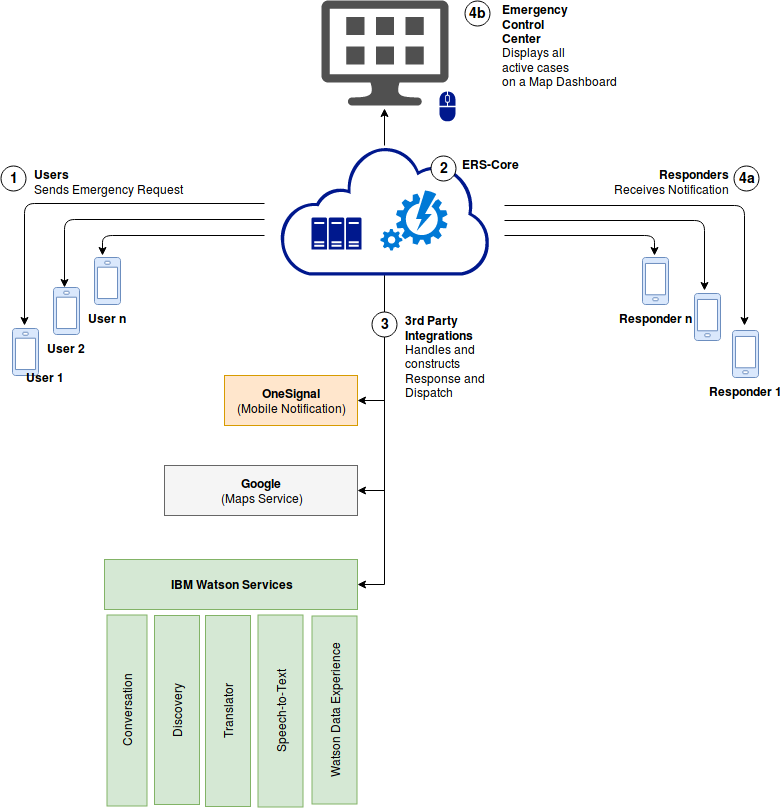 4b
Emergency
Control
Center
Displays all
active cases
on a Map Dashboard
1
Users
Sends Emergency Request
2
ERS-Core
Responders
Receives Notification
4a
User n
User 2
User 1
Responder n
Responder 1
3
3rd Party
Integrations
Handles and
constructs
Response and
Dispatch
OneSignal
(Mobile Notification)
Google
(Maps Service)
IBM Watson Services
Conversation
Discovery
Translator
Speech-to-Text
Watson Data Experience